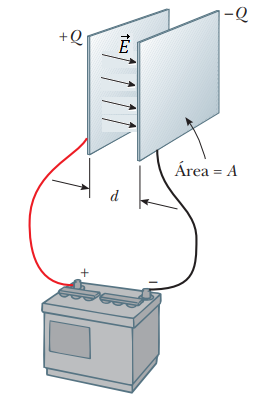 +Q
−Q
E⃗
Área = A
d
+
−